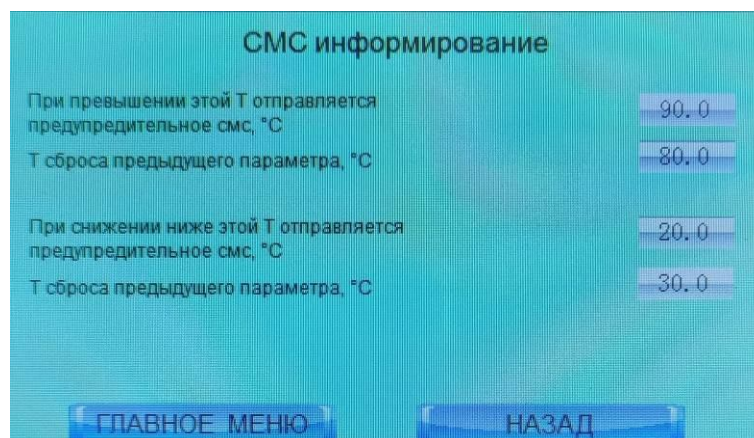 СМС информирование
При превышении этой Т отправляется
предупредительное смс, °С
90.0
Т сброса предыдущего параметра, °С
80.0
При снижении ниже этой Т отправляется
предупредительное смс, °С
20.0
Т сброса предыдущего параметра, °С
30.0
ГЛАВНОЕ МЕНЮ
НАЗАД